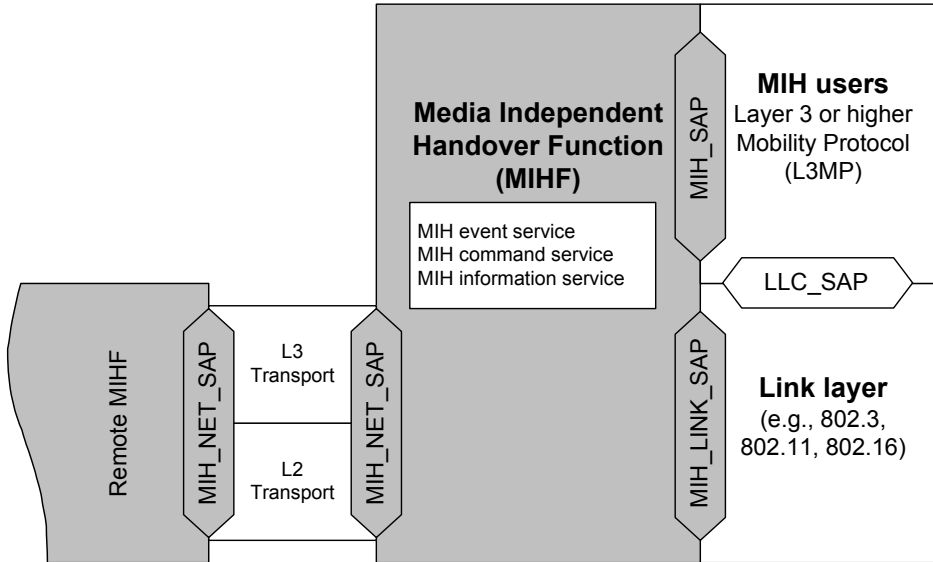 Media Independent
Handover Function
(MIHF)
MIH event service
MIH command service
MIH information service
MIH_SAP
MIH users
Layer 3 or higher
Mobility Protocol
(L3MP)
LLC_SAP
Remote MIHF
MIH_NET_SAP
L3
Transport
L2
Transport
MIH_NET_SAP
MIH_LINK_SAP
Link layer
(e.g., 802.3,
802.11, 802.16)